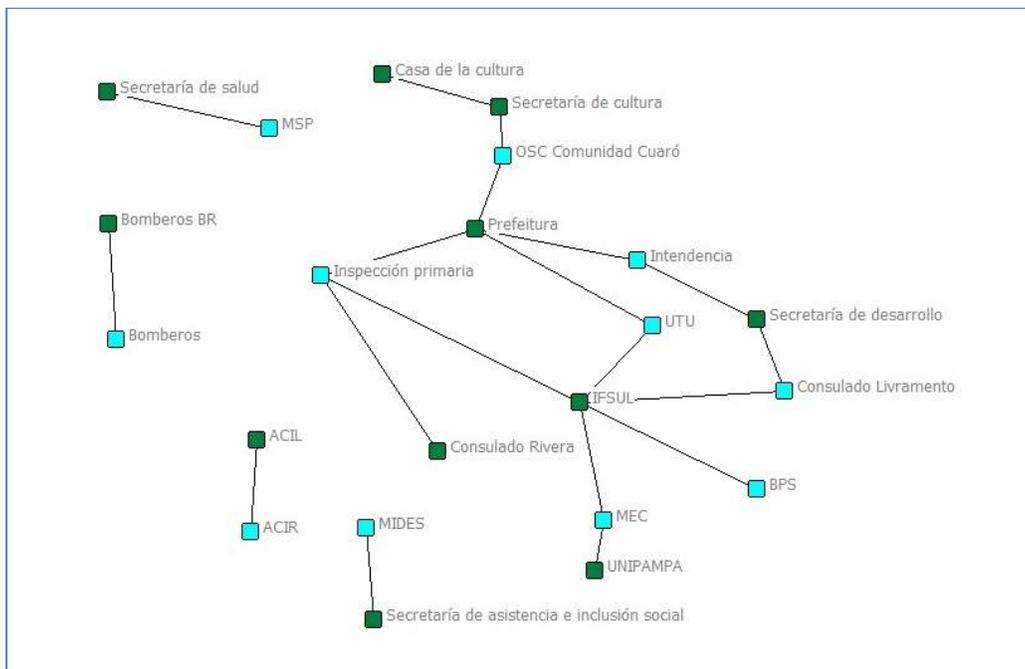 Casa de la cultura
Secretaría de salud
Secretaría de cultura
MSP
OSC Comunidad Cuaró
Bomberos BR
Prefeitura
Intendencia
Inspección primaria
Secretaría de desarrollo
UTU
Bomberos
Consulado Livramento
IFSUL
ACIL
Consulado Rivera
BPS
MEC
MIDES
ACIR
UNIPAMPA
Secretaría de asistencia e inclusión social